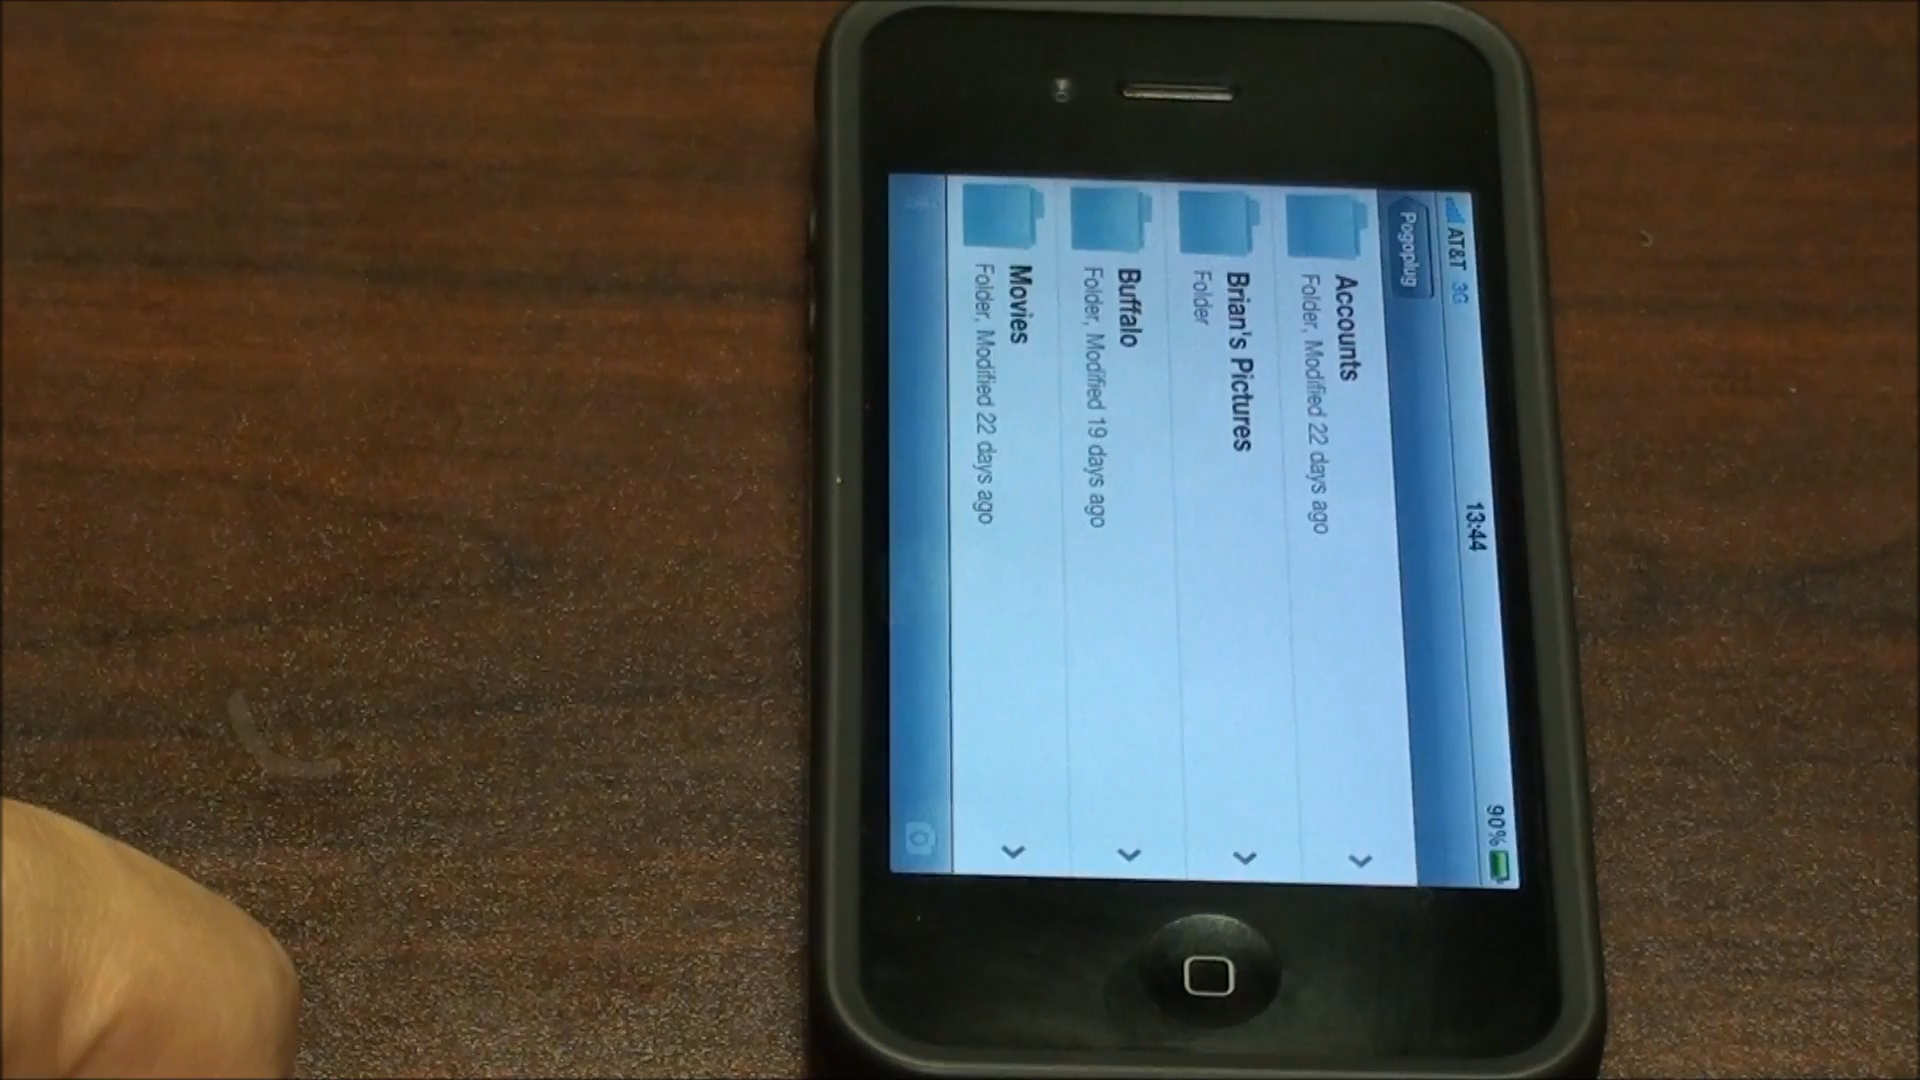 AT&T 3G 13:44 90%
Pogoplug
Accounts
Folder, Modified 22 days ago
Brian's Pictures
Folder
Buffalo
Folder, Modified 19 days ago
Movies
Folder, Modified 22 days ago